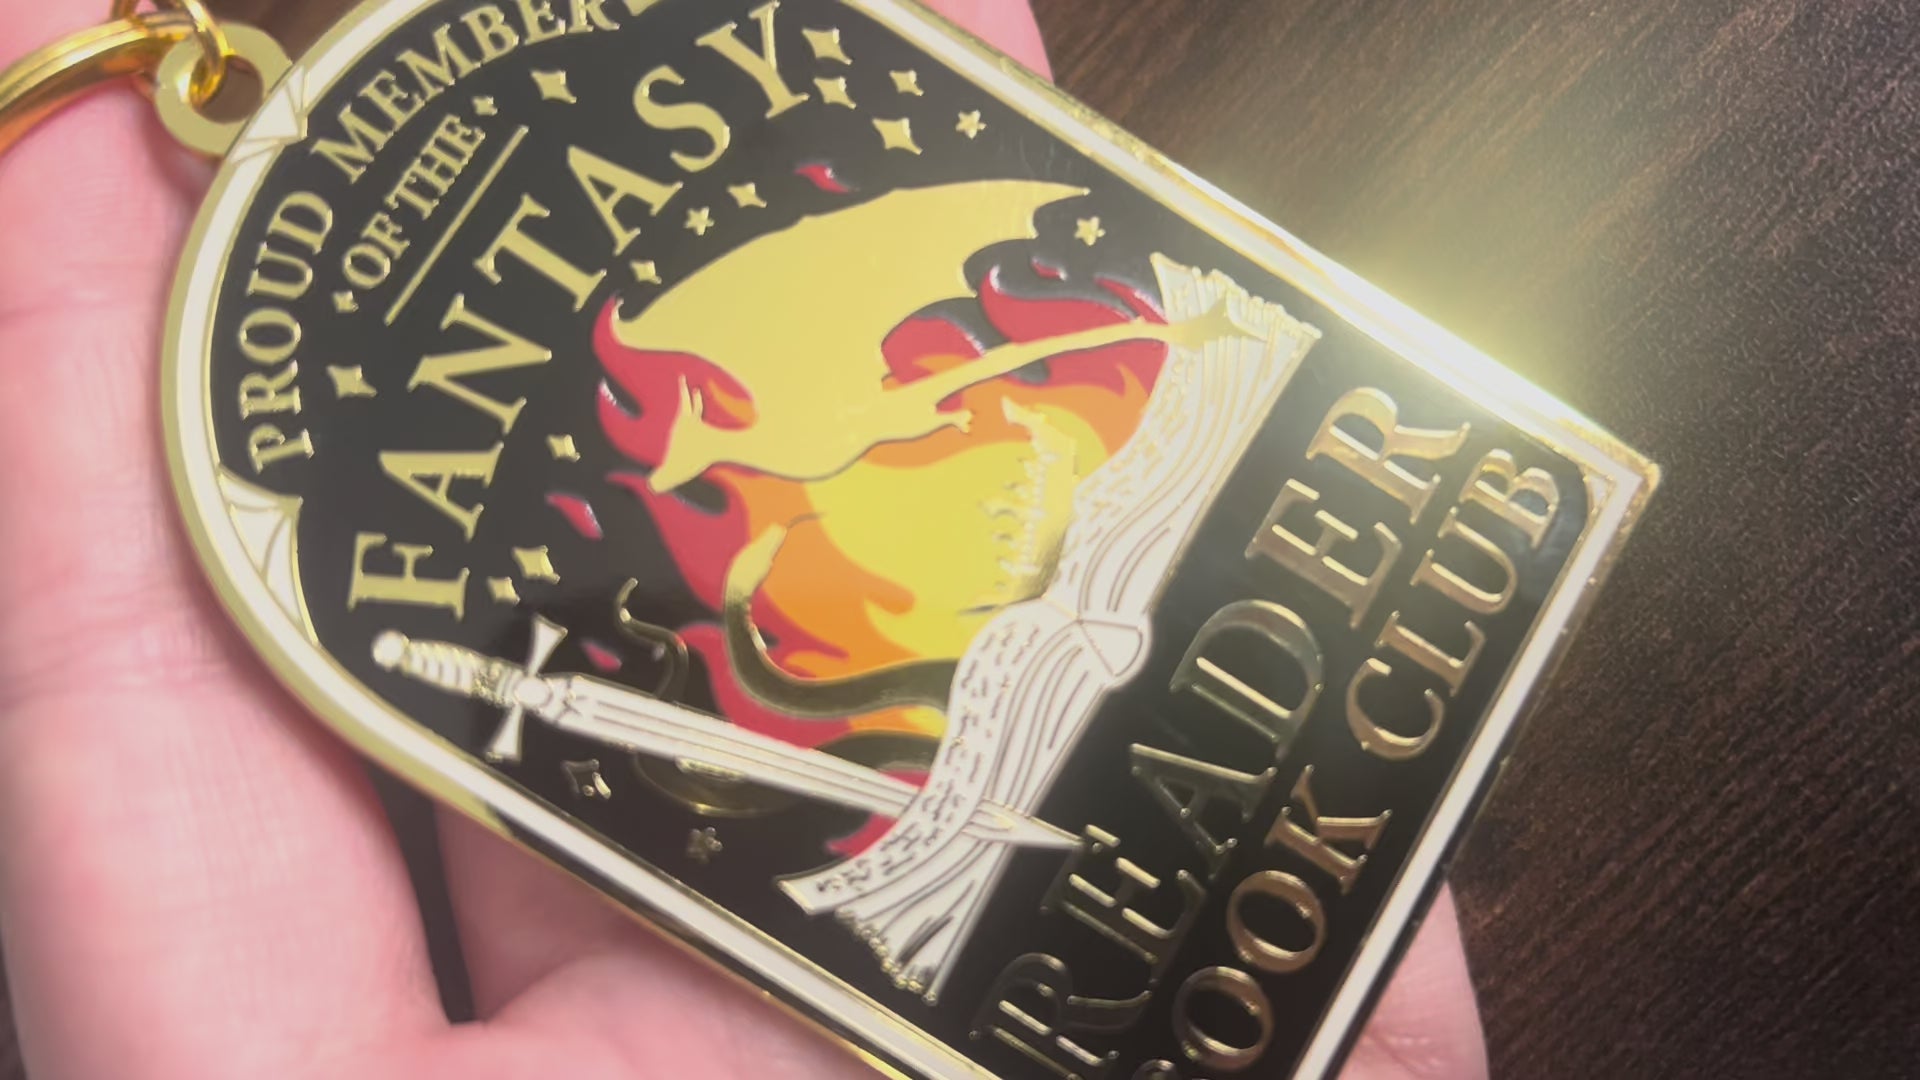 PROUD MEMBER
OF THE
FANTASY
READER
BOOK CLUB